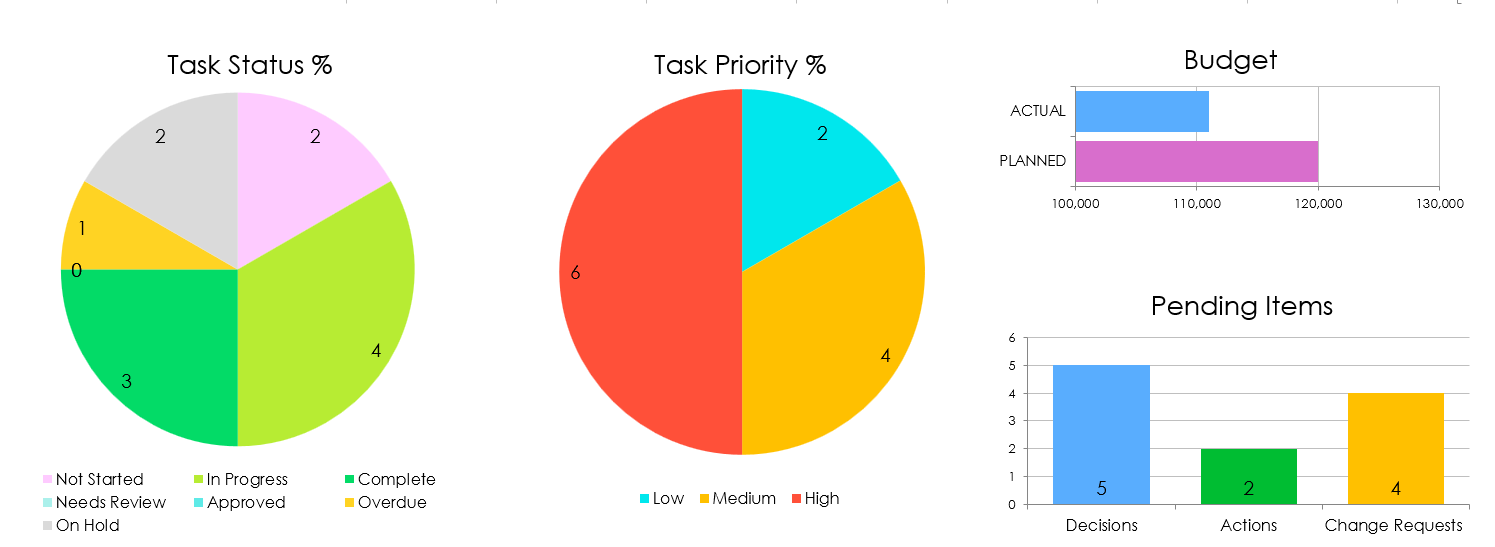 Task Status %
2
2
1
0
3
4
Not Started
In Progress
Complete
Needs Review
Approved
Overdue
On Hold
Task Priority %
2
6
4
Low
Medium
High
Budget
ACTUAL
PLANNED
100,000
110,000
120,000
130,000
Pending Items
6
5
4
3
2
1
0
5
2
4
Decisions
Actions
Change Requests